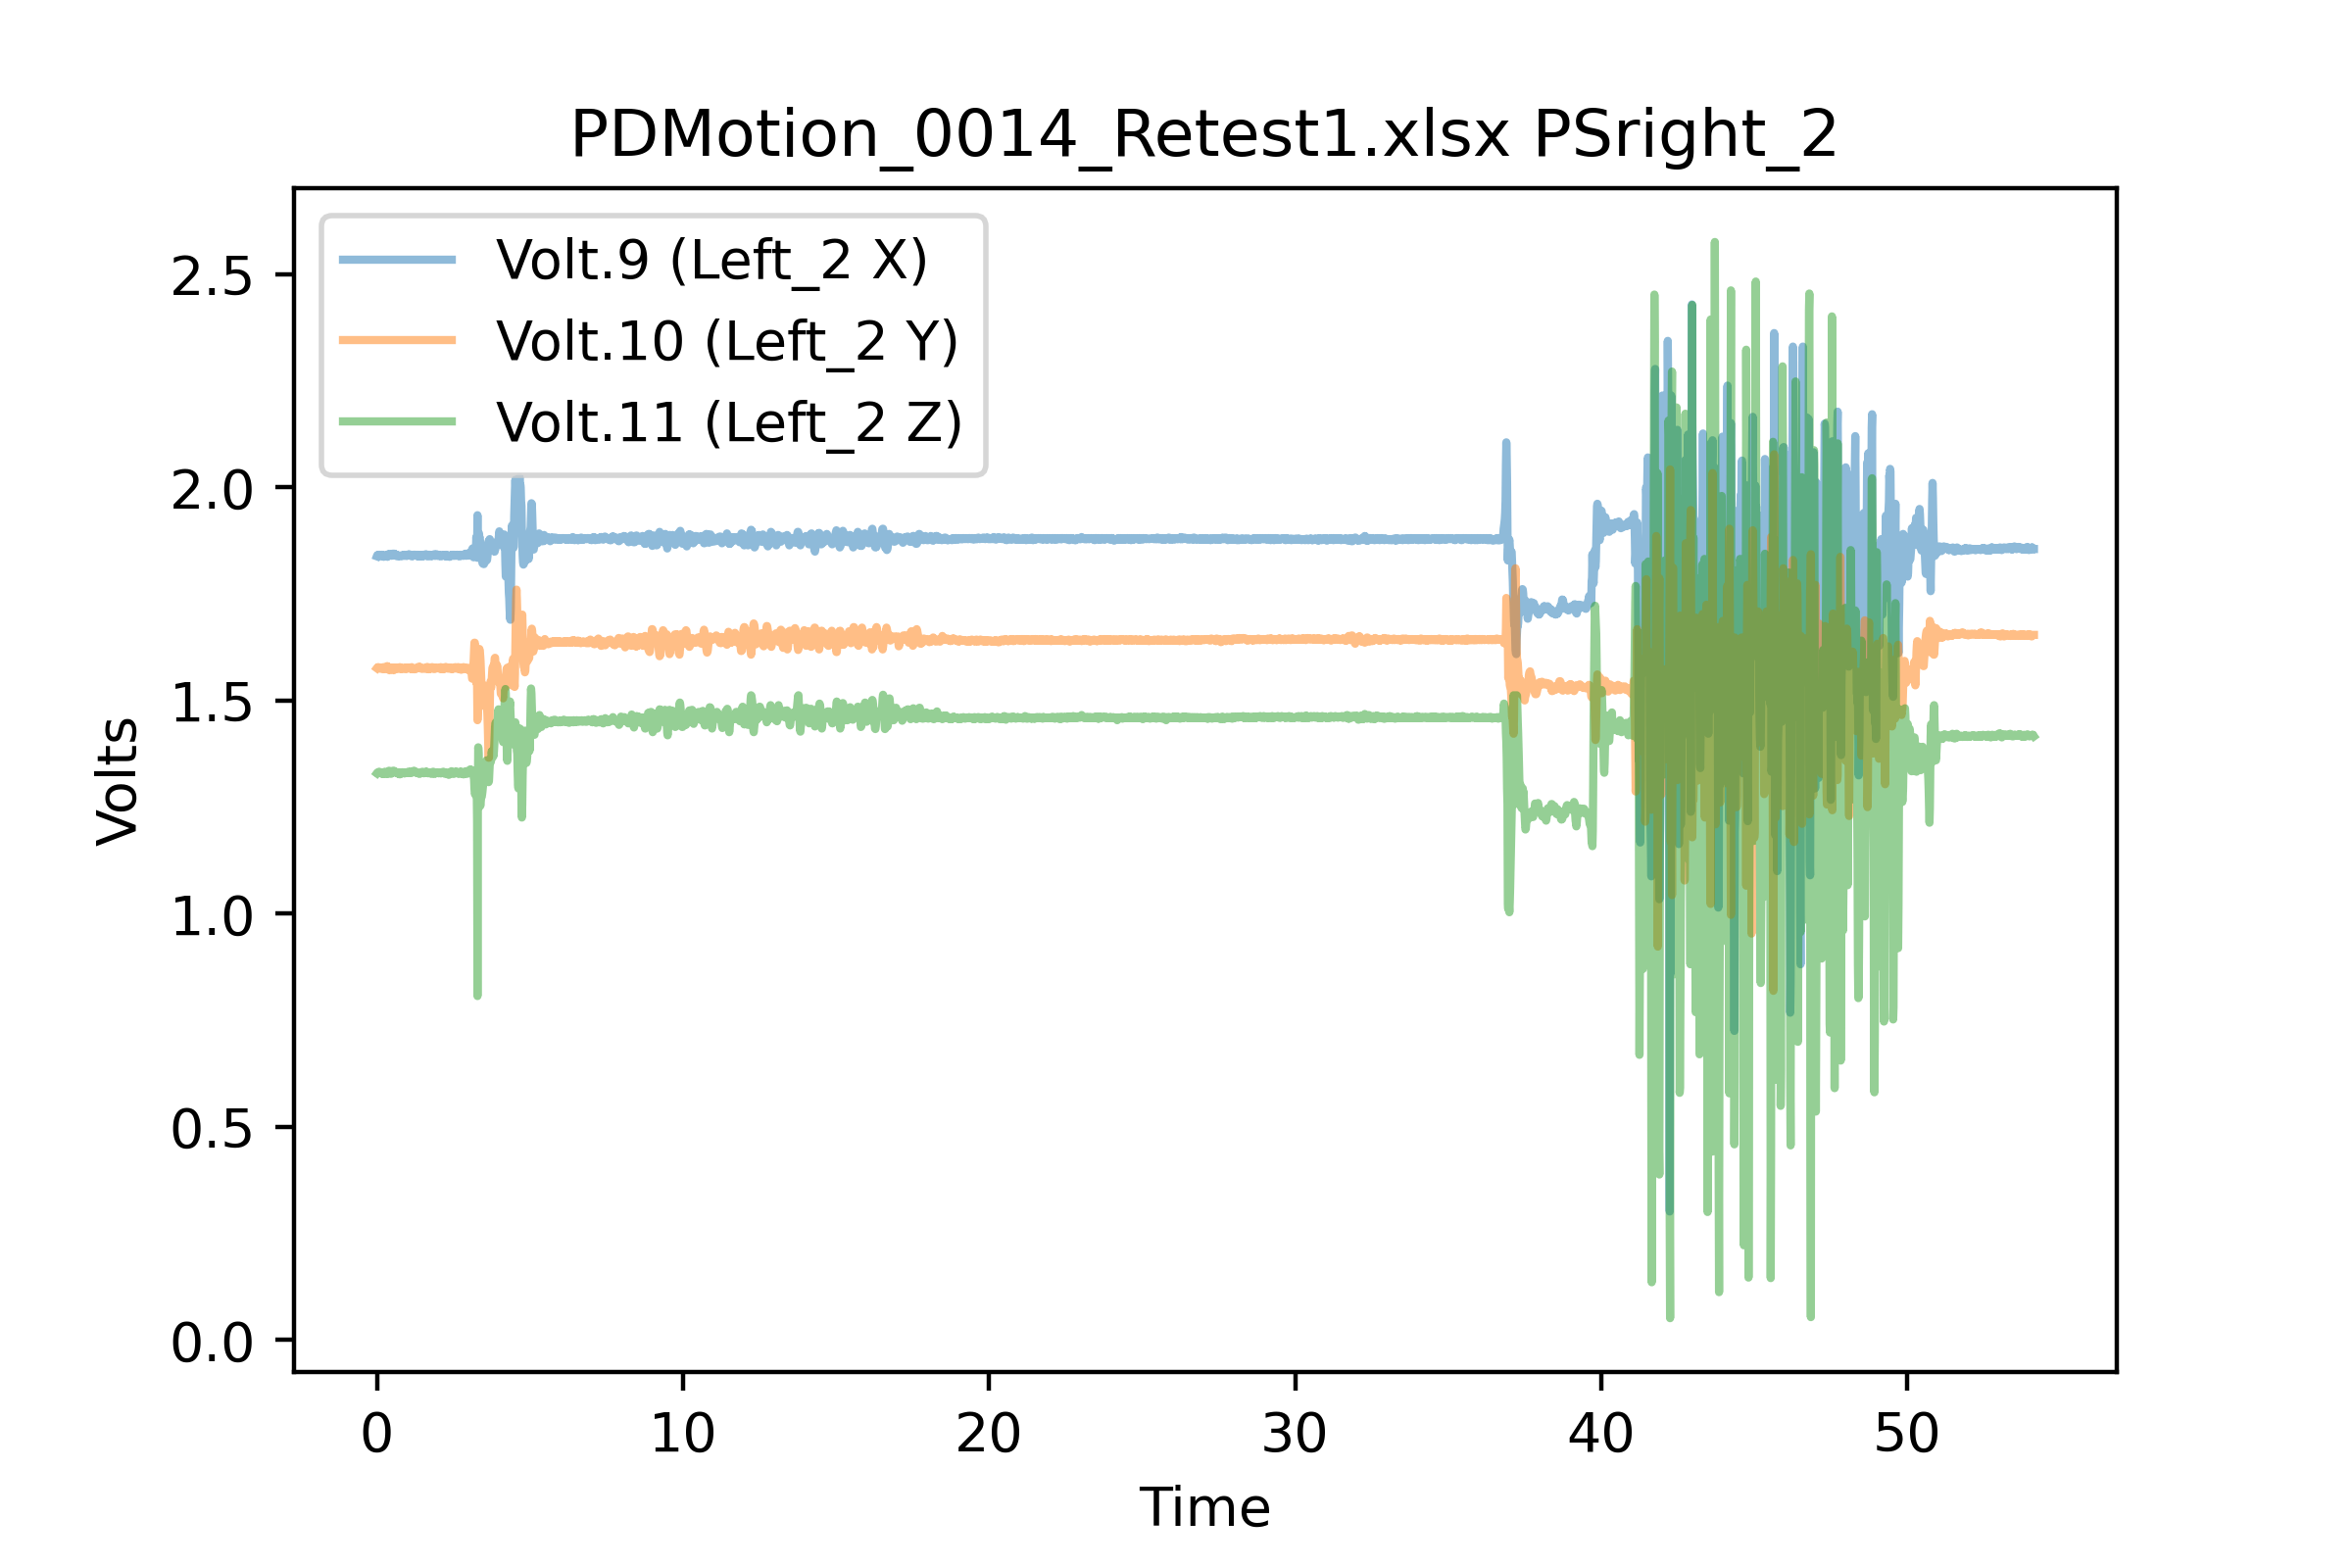 PDMotion_0014_Retest1.xlsx PSright_2
Volt.9 (Left_2 X)
Volt.10 (Left_2 Y)
Volt.11 (Left_2 Z)
2.5
2.0
1.5
1.0
0.5
0.0
Volts
0 10 20 30 40 50
Time